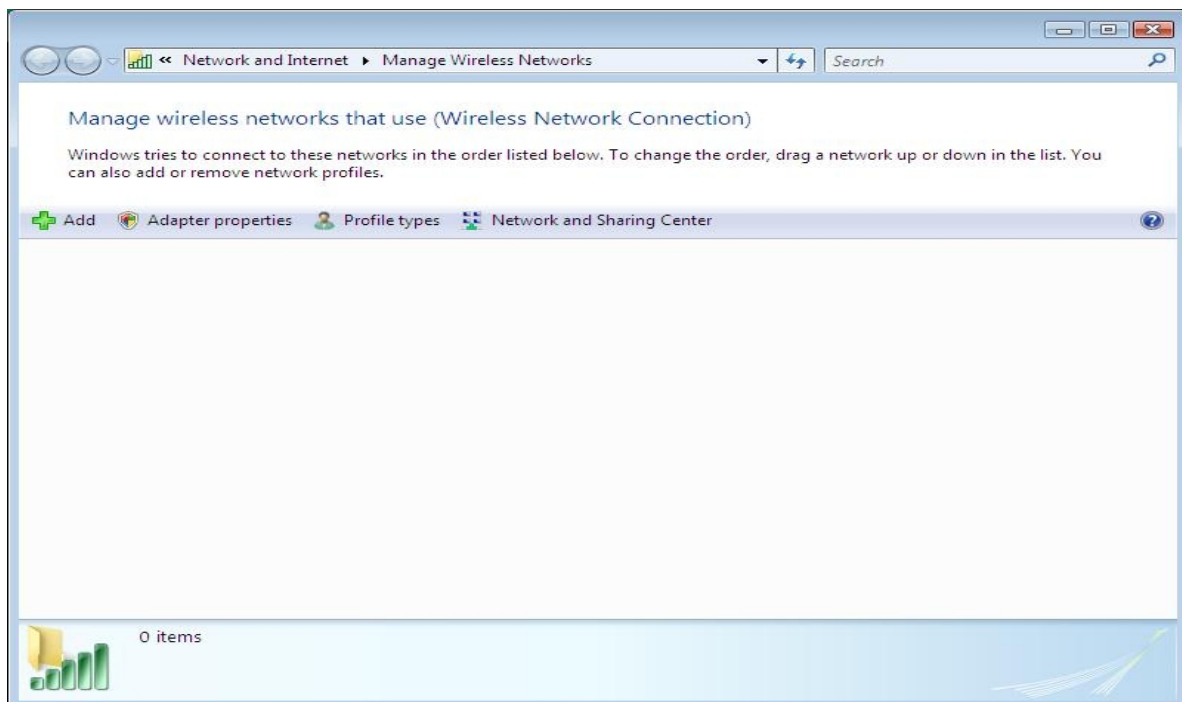 « Network and Internet ▸ Manage Wireless Networks
Search
Manage wireless networks that use (Wireless Network Connection)
Windows tries to connect to these networks in the order listed below. To change the order, drag a network up or down in the list. You
can also add or remove network profiles.
Add Adapter properties Profile types Network and Sharing Center
0 items